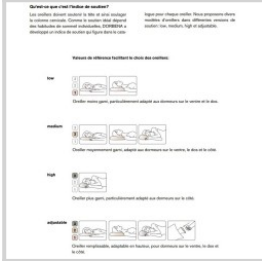 Qu'est-ce que c'est l'indice de soutien?
Les oreillers doivent soutenir la tête et ainsi soulager
la colonne cervicale. Comme le soutien idéal dépend
des habitudes de sommeil individuelles, DORBENA a
développé un indice de soutien qui figure dans le cata-
logue pour chaque oreiller. Nous proposons divers
modèles d'oreillers dans différentes versions de
soutien: low, medium, high et adjustable.
Valeurs de référence facilitant le choix des oreillers:
low
Oreiller moins garni, particulièrement adapté aux dormeurs sur le ventre et le dos.
medium
Oreiller moyennement garni, adapté aux dormeurs sur le ventre, le dos et le côté.
high
Oreiller plus garni, particulièrement adapté aux dormeurs sur le côté.
adjustable
Oreiller remplissable, adaptable en hauteur, pour dormeurs sur le ventre, le dos et
le côté.